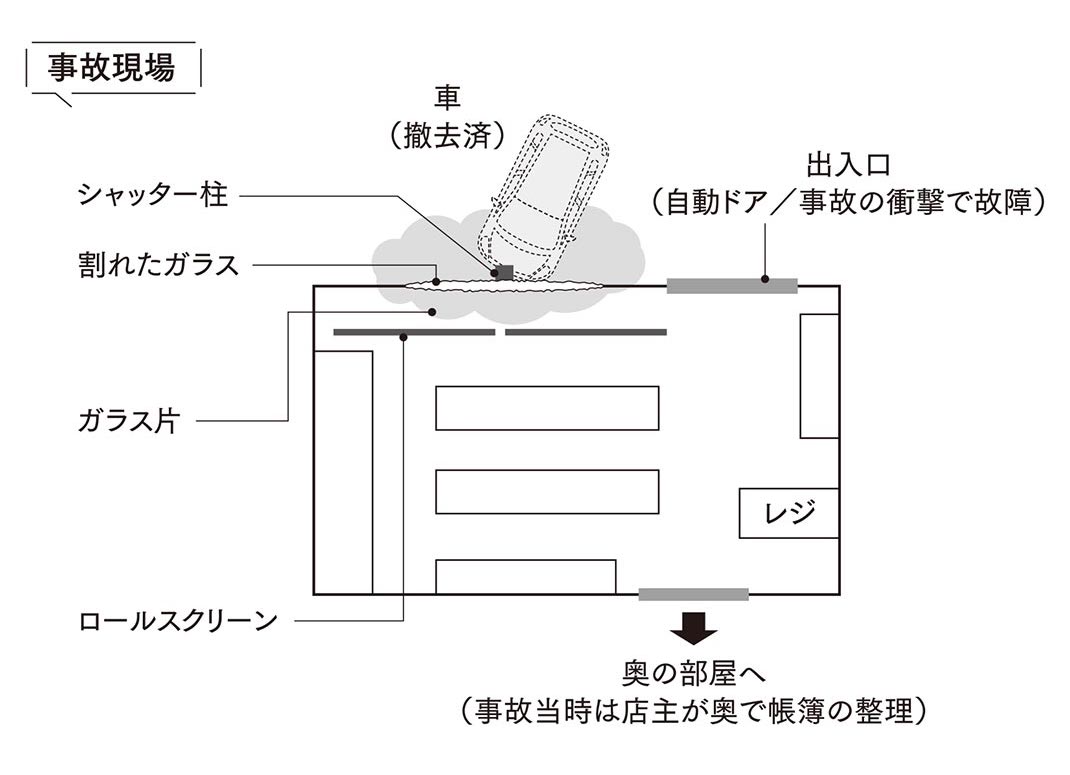 事故現場
車
（撤去済）
シャッター柱
出入口
（自動ドア／事故の衝撃で故障）
割れたガラス
ガラス片
レジ
ロールスクリーン
奥の部屋へ
（事故当時は店主が奥で帳簿の整理）